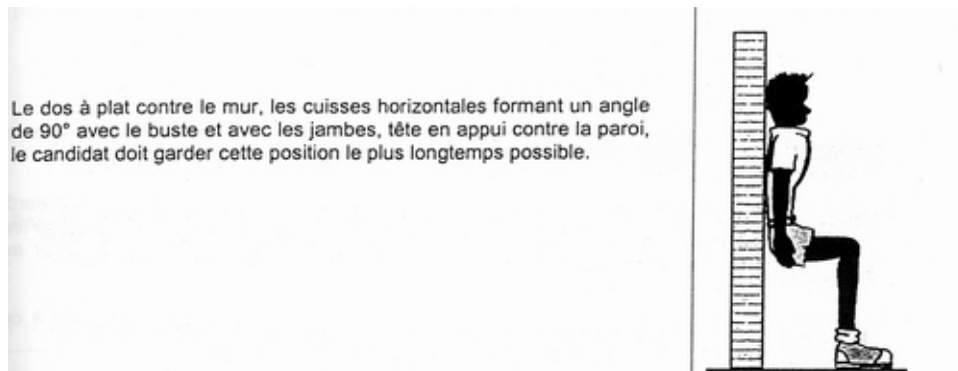 Le dos à plat contre le mur, les cuisses horizontales formant un angle
de 90° avec le buste et avec les jambes, tête en appui contre la paroi,
le candidat doit garder cette position le plus longtemps possible.